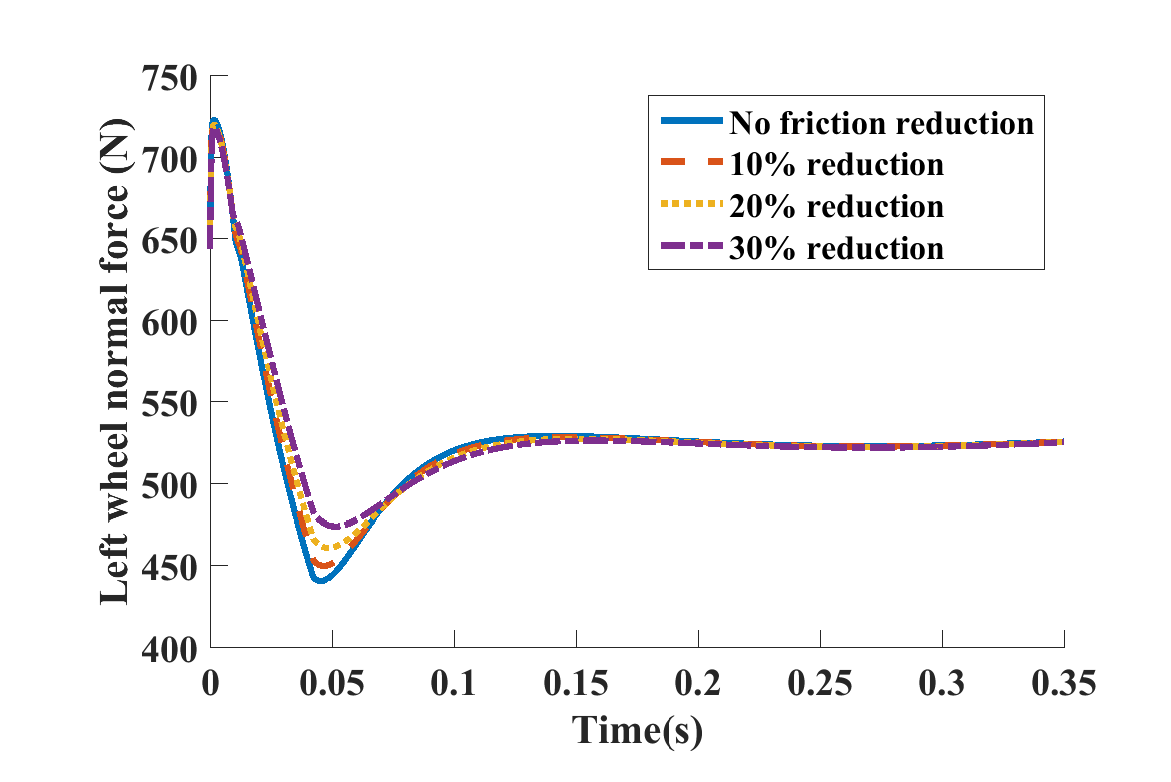 750
700
650
600
550
500
450
400
Left wheel normal force (N)
No friction reduction
10% reduction
20% reduction
30% reduction
0
0.05
0.1
0.15
0.2
0.25
0.3
0.35
Time(s)